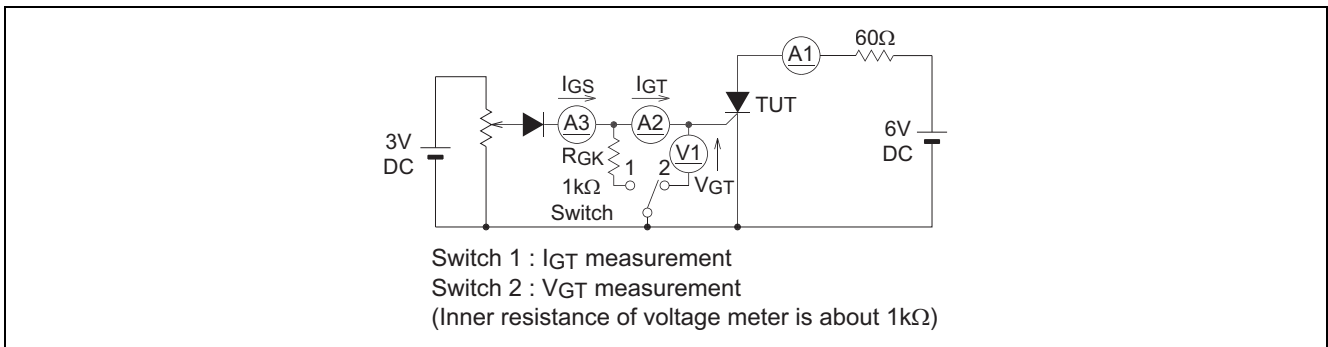 60Ω
A1
IGS
IGT
TUT
A3
A2
3V
DC
6V
DC
RGK
1
2
V1
VGT
1kΩ
Switch
Switch 1 : IGT measurement
Switch 2 : VGT measurement
(Inner resistance of voltage meter is about 1kΩ)